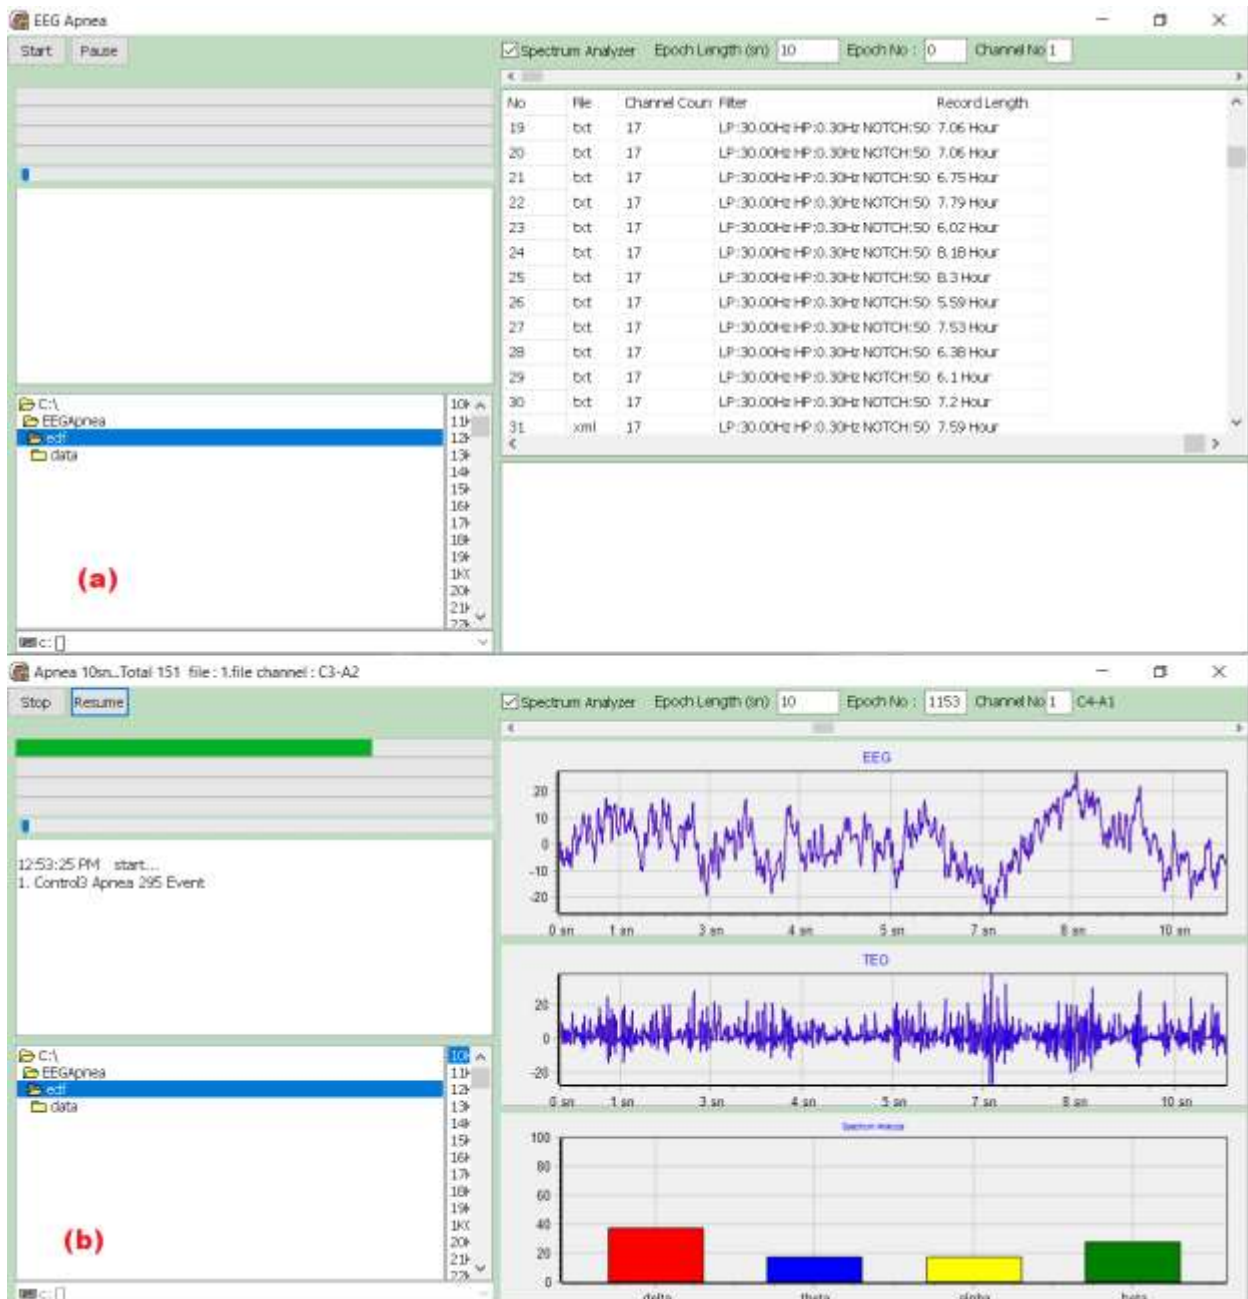 EEG Apnea
Start Pause
Spectrum Analyzer Epoch Length (sn) 10 Epoch No : 0 Channel No 1
No File Channel Coun Filter Record Length
19 txt 17 LP:30.00Hz HP:0.30Hz NOTCH:50 7.06 Hour
20 txt 17 LP:30.00Hz HP:0.30Hz NOTCH:50 7.06 Hour
21 txt 17 LP:30.00Hz HP:0.30Hz NOTCH:50 6.75 Hour
22 txt 17 LP:30.00Hz HP:0.30Hz NOTCH:50 7.79 Hour
23 txt 17 LP:30.00Hz HP:0.30Hz NOTCH:50 6.02 Hour
24 txt 17 LP:30.00Hz HP:0.30Hz NOTCH:50 8.18 Hour
25 txt 17 LP:30.00Hz HP:0.30Hz NOTCH:50 8.3 Hour
26 txt 17 LP:30.00Hz HP:0.30Hz NOTCH:50 5.59 Hour
27 txt 17 LP:30.00Hz HP:0.30Hz NOTCH:50 7.53 Hour
28 txt 17 LP:30.00Hz HP:0.30Hz NOTCH:50 6.38 Hour
29 txt 17 LP:30.00Hz HP:0.30Hz NOTCH:50 6.1 Hour
30 txt 17 LP:30.00Hz HP:0.30Hz NOTCH:50 7.2 Hour
31 xml 17 LP:30.00Hz HP:0.30Hz NOTCH:50 7.59 Hour
C:\
EEGApnea
edf
data
(a)
c: []
Apnea 10sn...Total 151 file : 1.file channel : C3-A2
Stop Resume
Spectrum Analyzer Epoch Length (sn) 10 Epoch No : 1153 Channel No 1 C4-A1
12:53:25 PM start...
1. Control3 Apnea 295 Event
C:\
EEGApnea
edf
data
(b)
c: []
EEG
20
10
0
-10
-20
0 sn 1 sn 3 sn 4 sn 5 sn 7 sn 8 sn 10 sn
TEO
20
0
-20
0 sn 1 sn 3 sn 4 sn 5 sn 7 sn 8 sn 10 sn
100
80
60
40
20
0
delta theta alpha beta